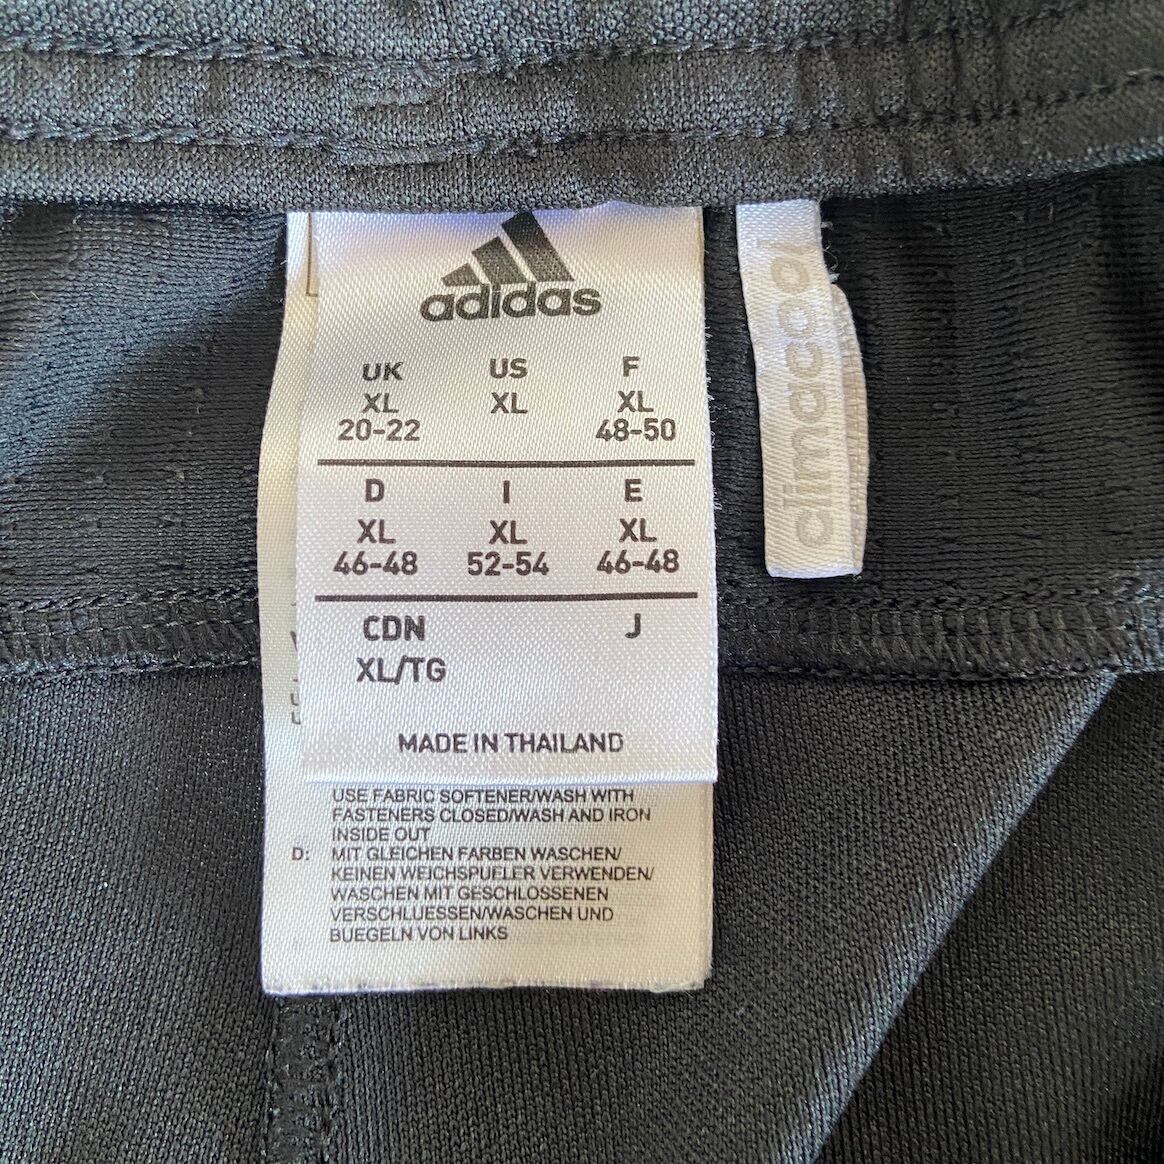 adidas
UK US F
XL XL XL
20-22 48-50
D I E
XL XL XL
46-48 52-54 46-48
CDN J
XL/TG
MADE IN THAILAND
USE FABRIC SOFTENER/WASH WITH
FASTENERS CLOSED/WASH AND IRON
INSIDE OUT
D: MIT GLEICHEN FARBEN WASCHEN/
KEINEN WEICHSPUELER VERWENDEN/
WASCHEN MIT GESCHLOSSENEN
VERSCHLUESSEN/WASCHEN UND
BUEGELN VON LINKS
climacool